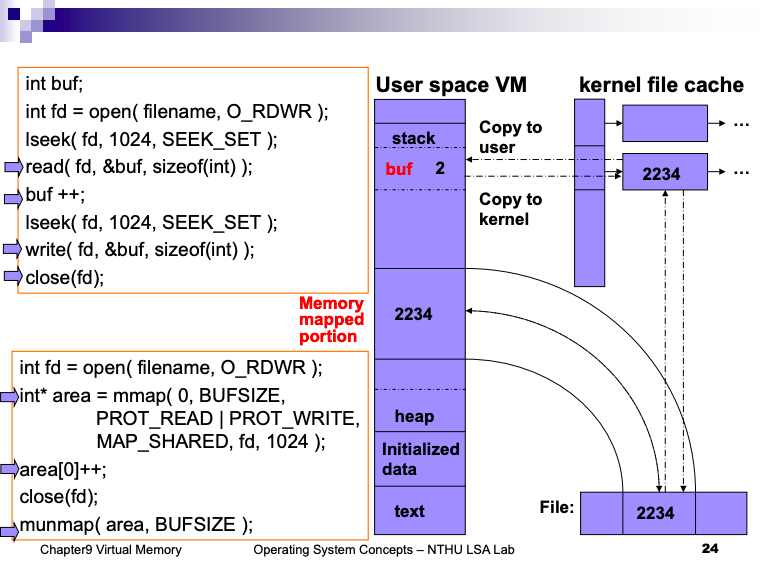 int buf;
int fd = open( filename, O_RDWR );
lseek( fd, 1024, SEEK_SET );
read( fd, &buf, sizeof(int) );
buf ++;
lseek( fd, 1024, SEEK_SET );
write( fd, &buf, sizeof(int) );
close(fd);
int fd = open( filename, O_RDWR );
int* area = mmap( 0, BUFSIZE,
PROT_READ | PROT_WRITE,
MAP_SHARED, fd, 1024 );
area[0]++;
close(fd);
munmap( area, BUFSIZE );
User space VM
stack
buf 2
Memory
mapped
portion
2234
heap
Initialized
data
text
Copy to
user
Copy to
kernel
kernel file cache
...
2234 ...
File: 2234
Chapter9 Virtual Memory Operating System Concepts – NTHU LSA Lab 24